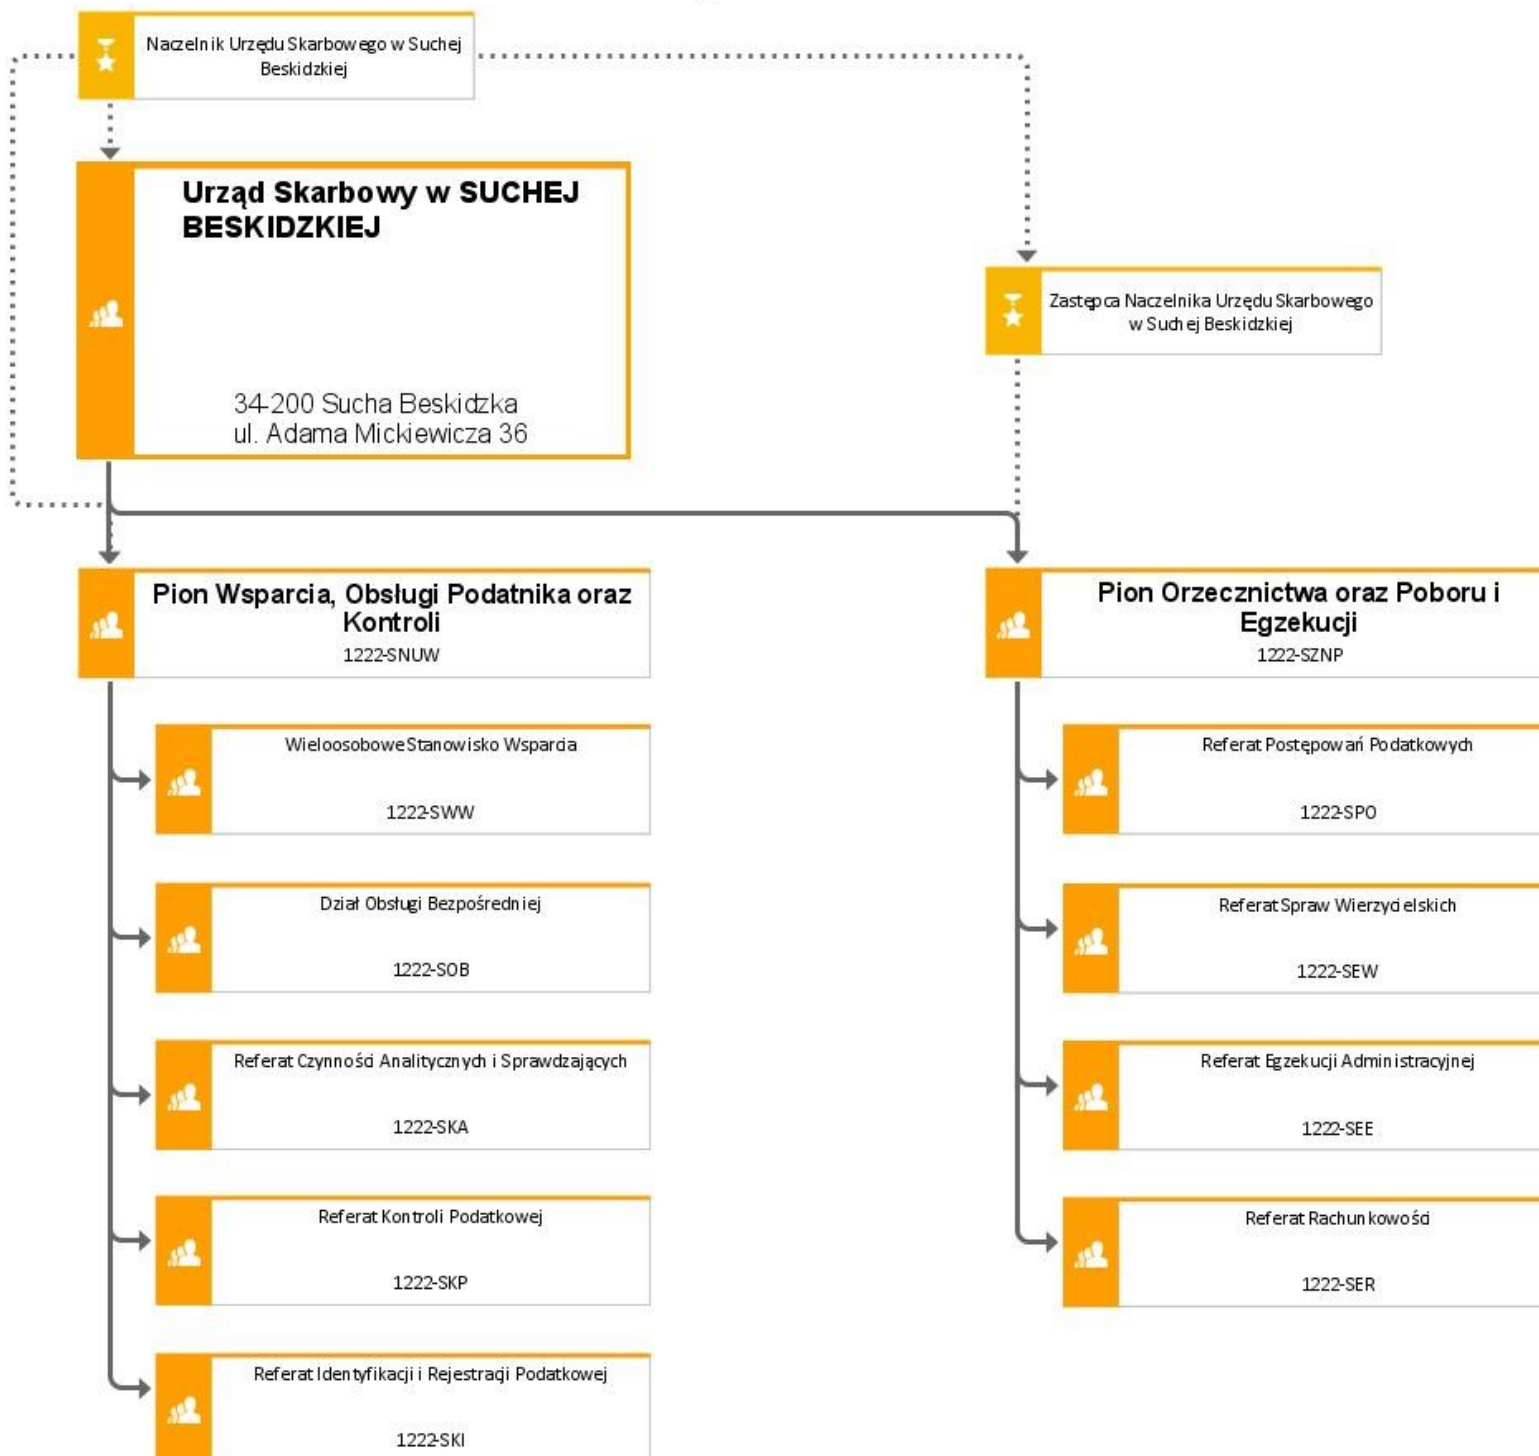 Naczelnik Urzędu Skarbowego w Suchej
Beskidzkiej
Urząd Skarbowy w SUCHEJ
BESKIDZKIEJ
34-200 Sucha Beskidzka
ul. Adama Mickiewicza 36
Zastępca Naczelnika Urzędu Skarbowego
w Suchej Beskidzkiej
Pion Wsparcia, Obsługi Podatnika oraz
Kontroli
1222-SNUW
Wieloosobowe Stanowisko Wsparcia
1222-SWW
Dział Obsługi Bezpośredniej
1222-SOB
Referat Czynności Analitycznych i Sprawdzających
1222-SKA
Referat Kontroli Podatkowej
1222-SKP
Referat Identyfikacji i Rejestracji Podatkowej
1222-SKI
Pion Orzecznictwa oraz Poboru i
Egzekucji
1222-SZNP
Referat Postępowań Podatkowych
1222-SPO
Referat Spraw Wierzycielskich
1222-SEW
Referat Egzekucji Administracyjnej
1222-SEE
Referat Rachunkowości
1222-SER